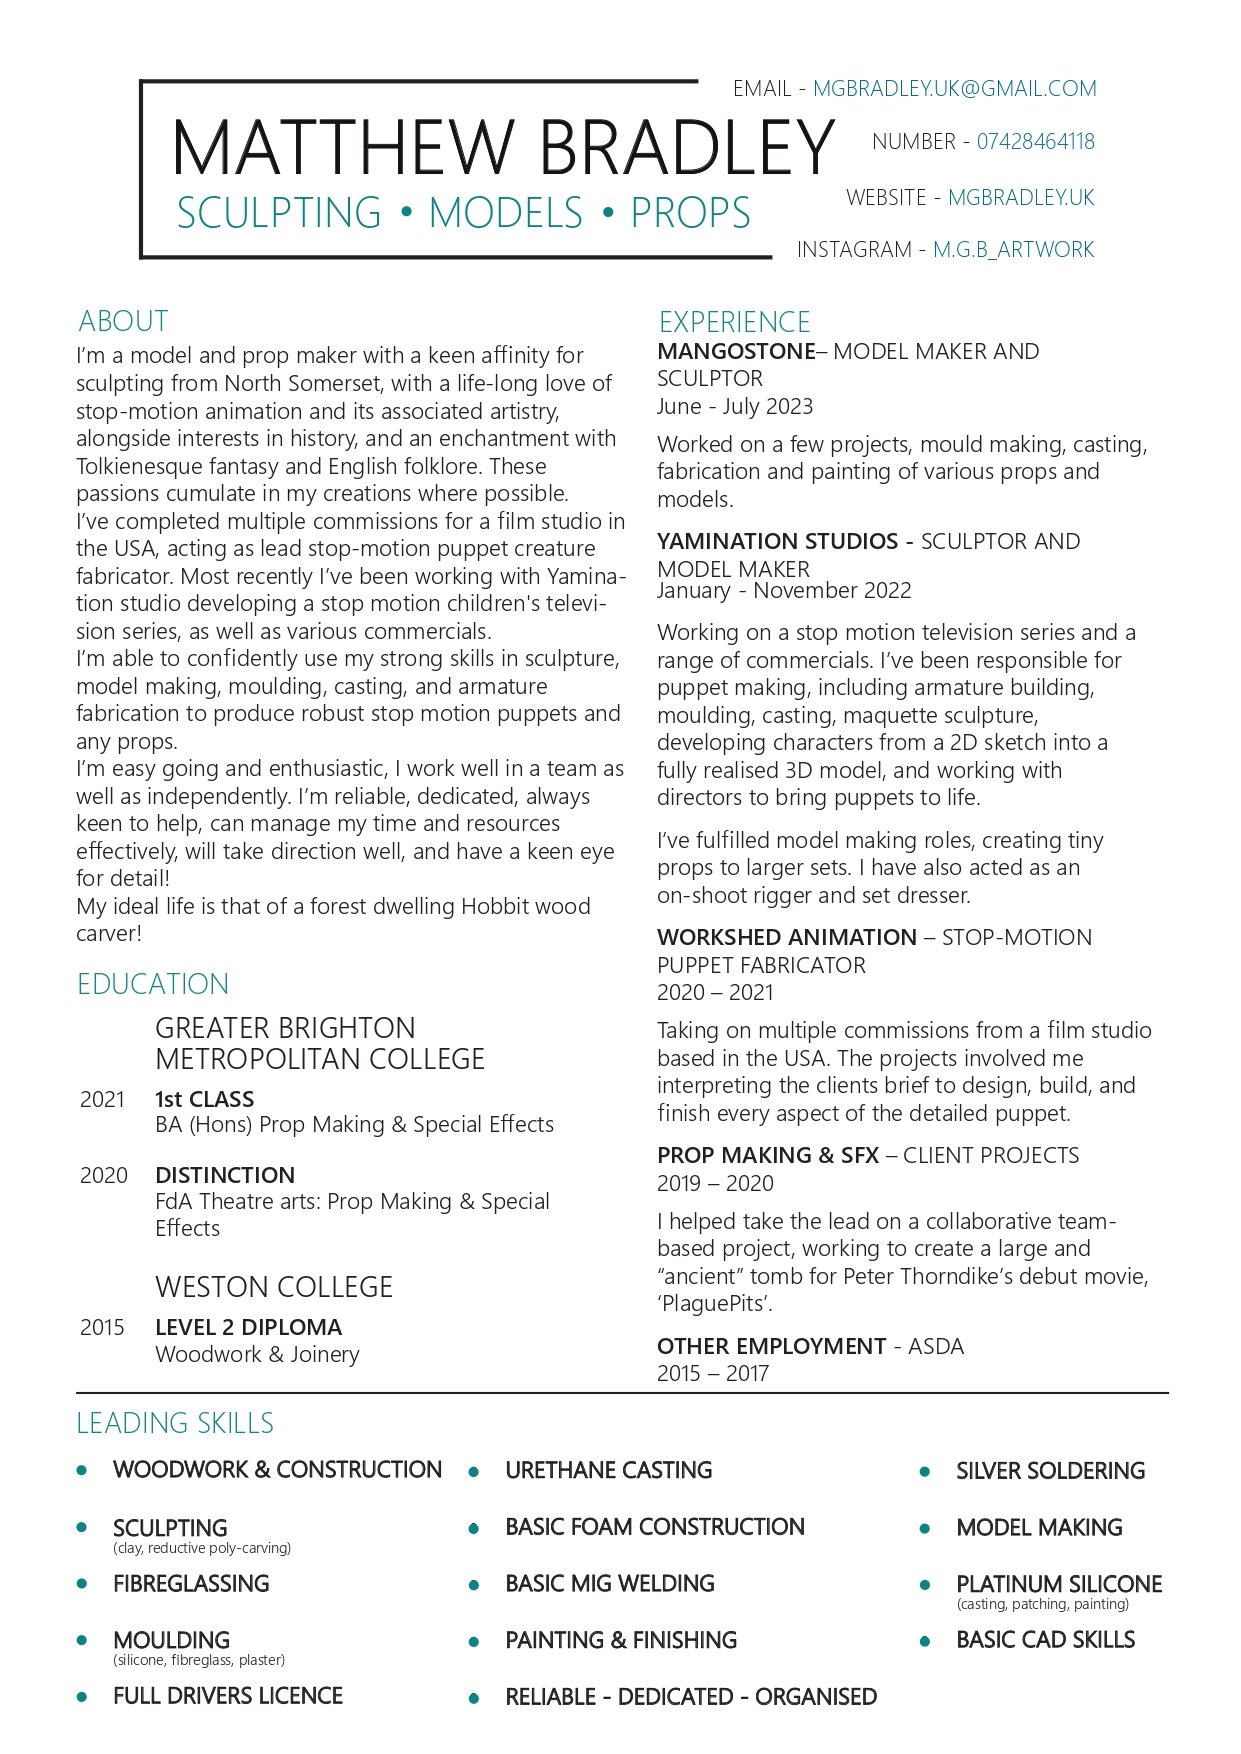 MATTHEW BRADLEY
SCULPTING • MODELS • PROPS
EMAIL - MGBRADLEY.UK@GMAIL.COM
NUMBER - 07428464118
WEBSITE - MGBRADLEY.UK
INSTAGRAM - M.G.B_ARTWORK
ABOUT
I’m a model and prop maker with a keen affinity for
sculpting from North Somerset, with a life-long love of
stop-motion animation and its associated artistry,
alongside interests in history, and an enchantment with
Tolkienesque fantasy and English folklore. These
passions cumulate in my creations where possible.
I’ve completed multiple commissions for a film studio in
the USA, acting as lead stop-motion puppet creature
fabricator. Most recently I’ve been working with Yamina-
tion studio developing a stop motion children's televi-
sion series, as well as various commercials.
I’m able to confidently use my strong skills in sculpture,
model making, moulding, casting, and armature
fabrication to produce robust stop motion puppets and
any props.
I’m easy going and enthusiastic, I work well in a team as
well as independently. I’m reliable, dedicated, always
keen to help, can manage my time and resources
effectively, will take direction well, and have a keen eye
for detail!
My ideal life is that of a forest dwelling Hobbit wood
carver!
EDUCATION
GREATER BRIGHTON
METROPOLITAN COLLEGE
2021 1st CLASS
BA (Hons) Prop Making & Special Effects
2020 DISTINCTION
FdA Theatre arts: Prop Making & Special
Effects
WESTON COLLEGE
2015 LEVEL 2 DIPLOMA
Woodwork & Joinery
EXPERIENCE
MANGOSTONE– MODEL MAKER AND
SCULPTOR
June - July 2023
Worked on a few projects, mould making, casting,
fabrication and painting of various props and
models.
YAMINATION STUDIOS - SCULPTOR AND
MODEL MAKER
January - November 2022
Working on a stop motion television series and a
range of commercials. I’ve been responsible for
puppet making, including armature building,
moulding, casting, maquette sculpture,
developing characters from a 2D sketch into a
fully realised 3D model, and working with
directors to bring puppets to life.
I’ve fulfilled model making roles, creating tiny
props to larger sets. I have also acted as an
on-shoot rigger and set dresser.
WORKSHED ANIMATION – STOP-MOTION
PUPPET FABRICATOR
2020 – 2021
Taking on multiple commissions from a film studio
based in the USA. The projects involved me
interpreting the clients brief to design, build, and
finish every aspect of the detailed puppet.
PROP MAKING & SFX – CLIENT PROJECTS
2019 – 2020
I helped take the lead on a collaborative team-
based project, working to create a large and
“ancient” tomb for Peter Thorndike’s debut movie,
‘PlaguePits’.
OTHER EMPLOYMENT - ASDA
2015 – 2017
LEADING SKILLS
• WOODWORK & CONSTRUCTION
• SCULPTING
(clay, reductive poly-carving)
• FIBREGLASSING
• MOULDING
(silicone, fibreglass, plaster)
• FULL DRIVERS LICENCE
• URETHANE CASTING
• BASIC FOAM CONSTRUCTION
• BASIC MIG WELDING
• PAINTING & FINISHING
• RELIABLE - DEDICATED - ORGANISED
• SILVER SOLDERING
• MODEL MAKING
• PLATINUM SILICONE
(casting, patching, painting)
• BASIC CAD SKILLS